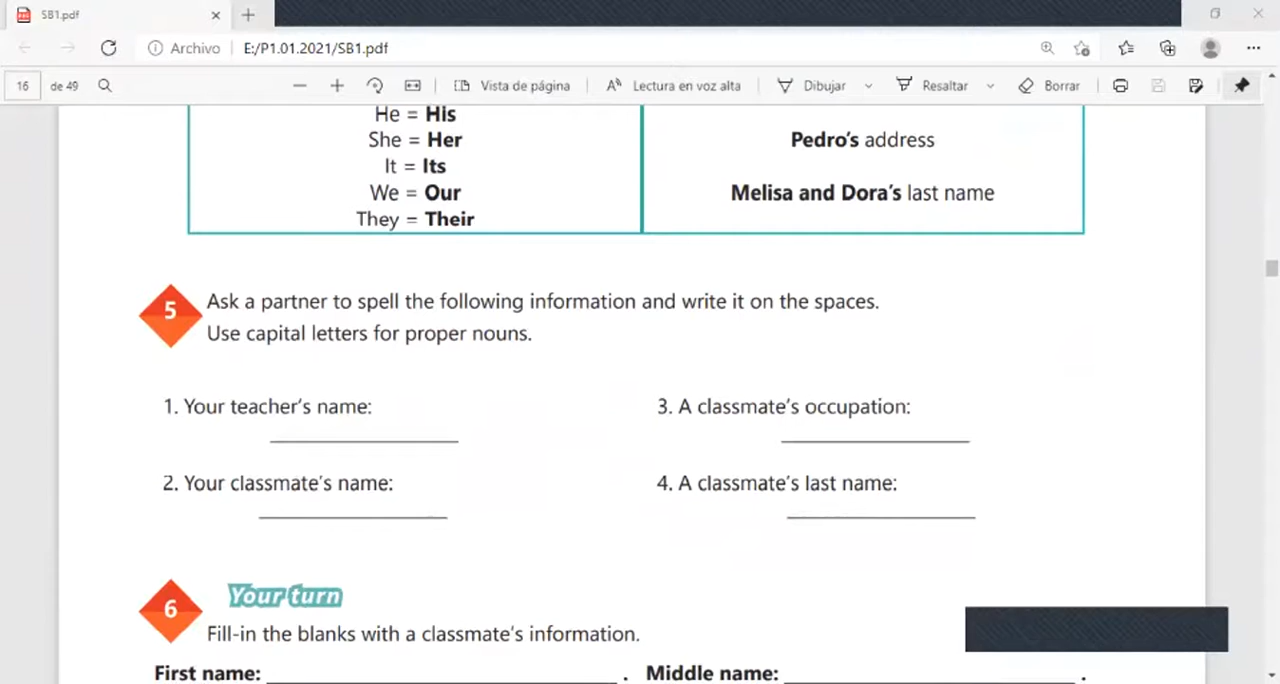 SB1.pdf
Archivo E:/P1.01.2021/SB1.pdf
16 de 49 Vista de página Lectura en voz alta Dibujar Resaltar Borrar
He = His
She = Her
It = Its
We = Our
They = Their
Pedro's address
Melisa and Dora's last name
5 Ask a partner to spell the following information and write it on the spaces.
Use capital letters for proper nouns.
1. Your teacher's name:
2. Your classmate's name:
3. A classmate's occupation:
4. A classmate's last name:
6 Your turn
Fill-in the blanks with a classmate's information.
First name: . Middle name: .